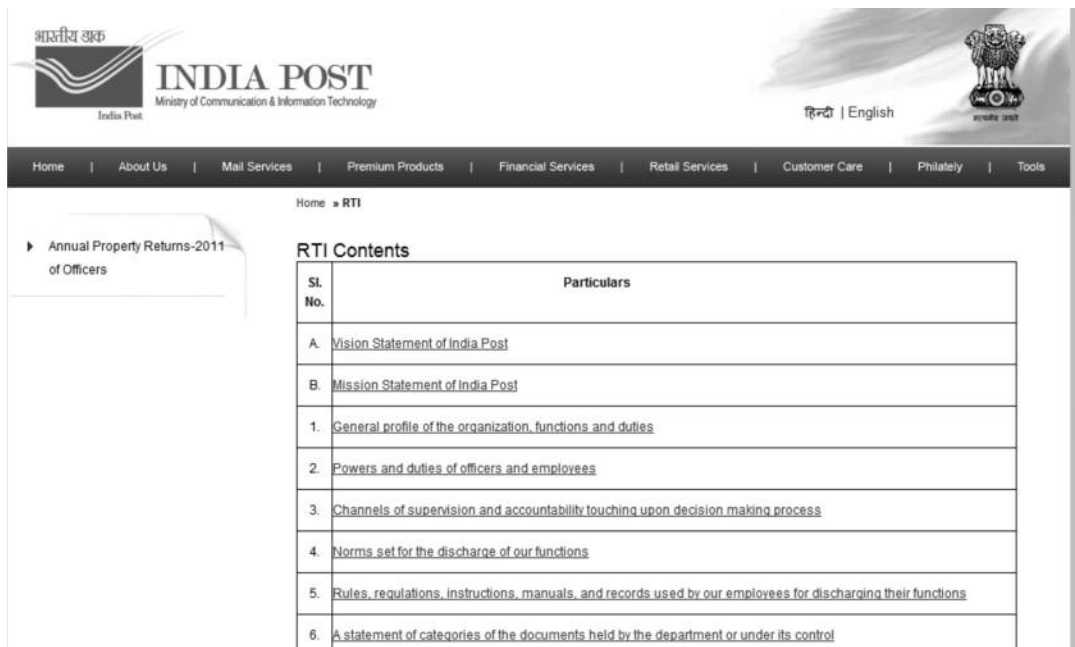 भारतीय डाक
India Post
INDIA POST
Ministry of Communication & Information Technology
हिन्दी | English
सत्यमेव जयते
Home | About Us | Mail Services | Premium Products | Financial Services | Retail Services | Customer Care | Philately | Tools
Home » RTI
Annual Property Returns-2011
of Officers
RTI Contents
Sl. No. Particulars
A. Vision Statement of India Post
B. Mission Statement of India Post
1. General profile of the organization, functions and duties
2. Powers and duties of officers and employees
3. Channels of supervision and accountability touching upon decision making process
4. Norms set for the discharge of our functions
5. Rules, regulations, instructions, manuals, and records used by our employees for discharging their functions
6. A statement of categories of the documents held by the department or under its control